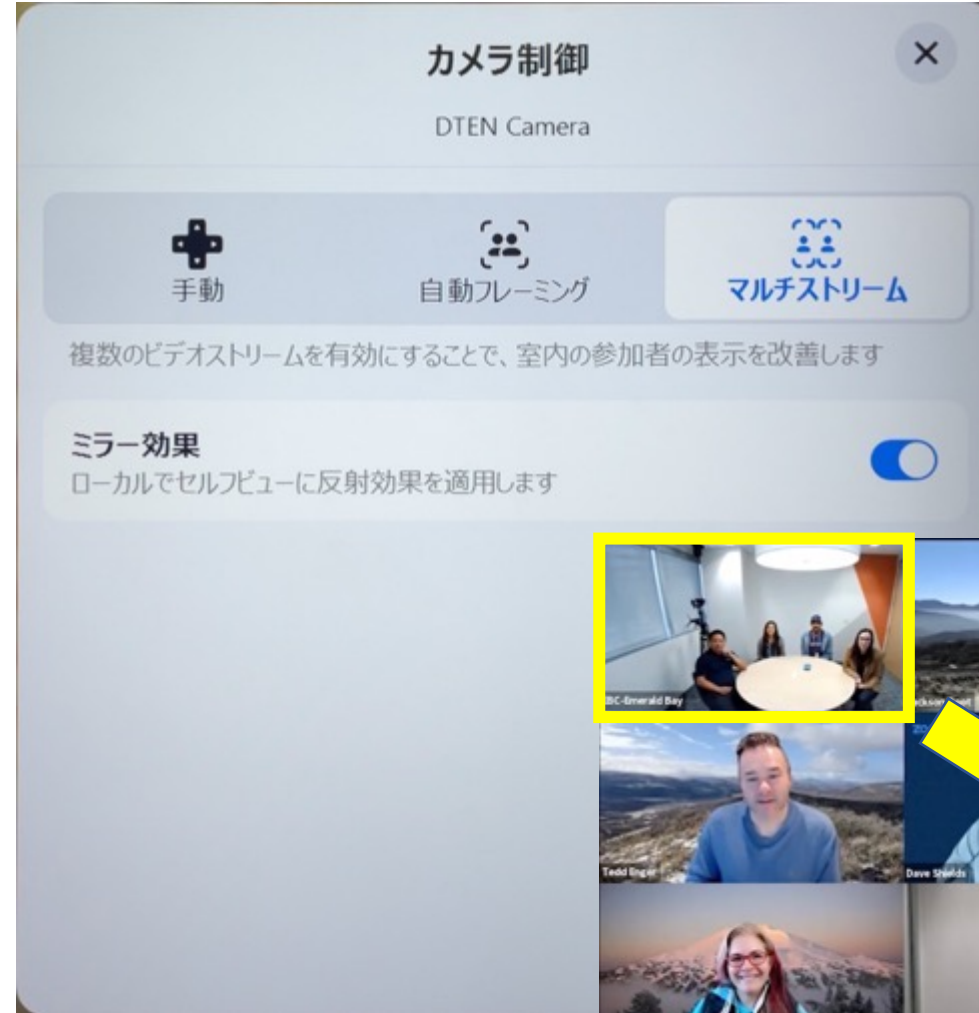 カメラ制御
DTEN Camera
手動
自動フレーミング
マルチストリーム
複数のビデオストリームを有効にすることで、室内の参加者の表示を改善します
ミラー効果
ローカルでセルフビューに反射効果を適用します
Emerald Bay
Tedd Enger
Dave Shields